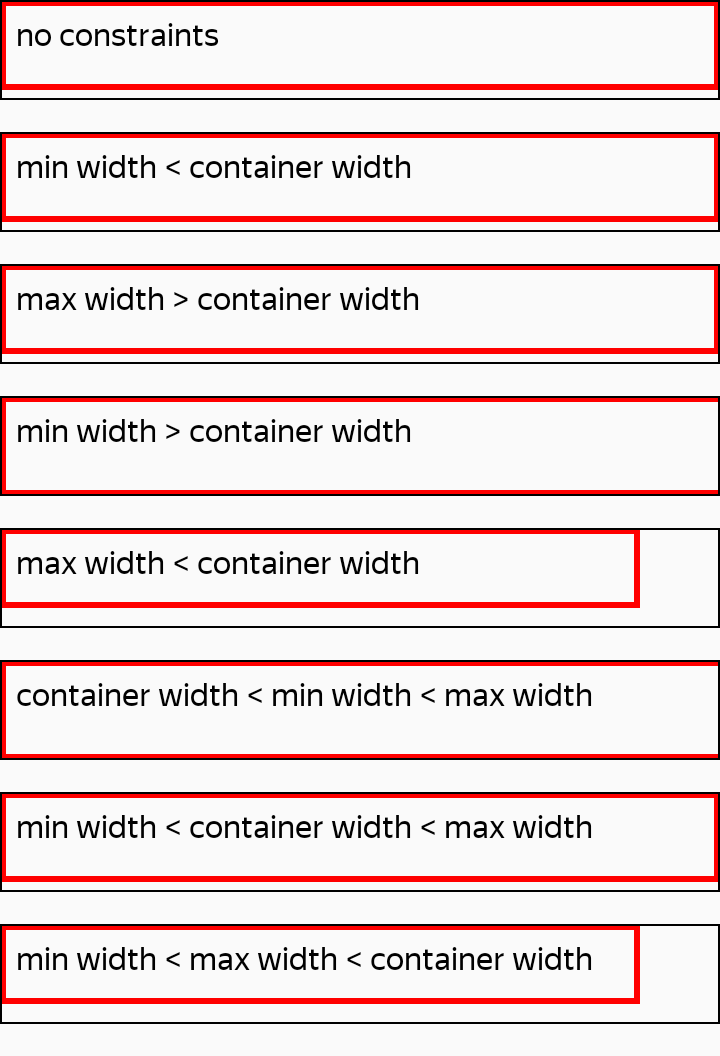 no constraints
min width < container width
max width > container width
min width > container width
max width < container width
container width < min width < max width
min width < container width < max width
min width < max width < container width